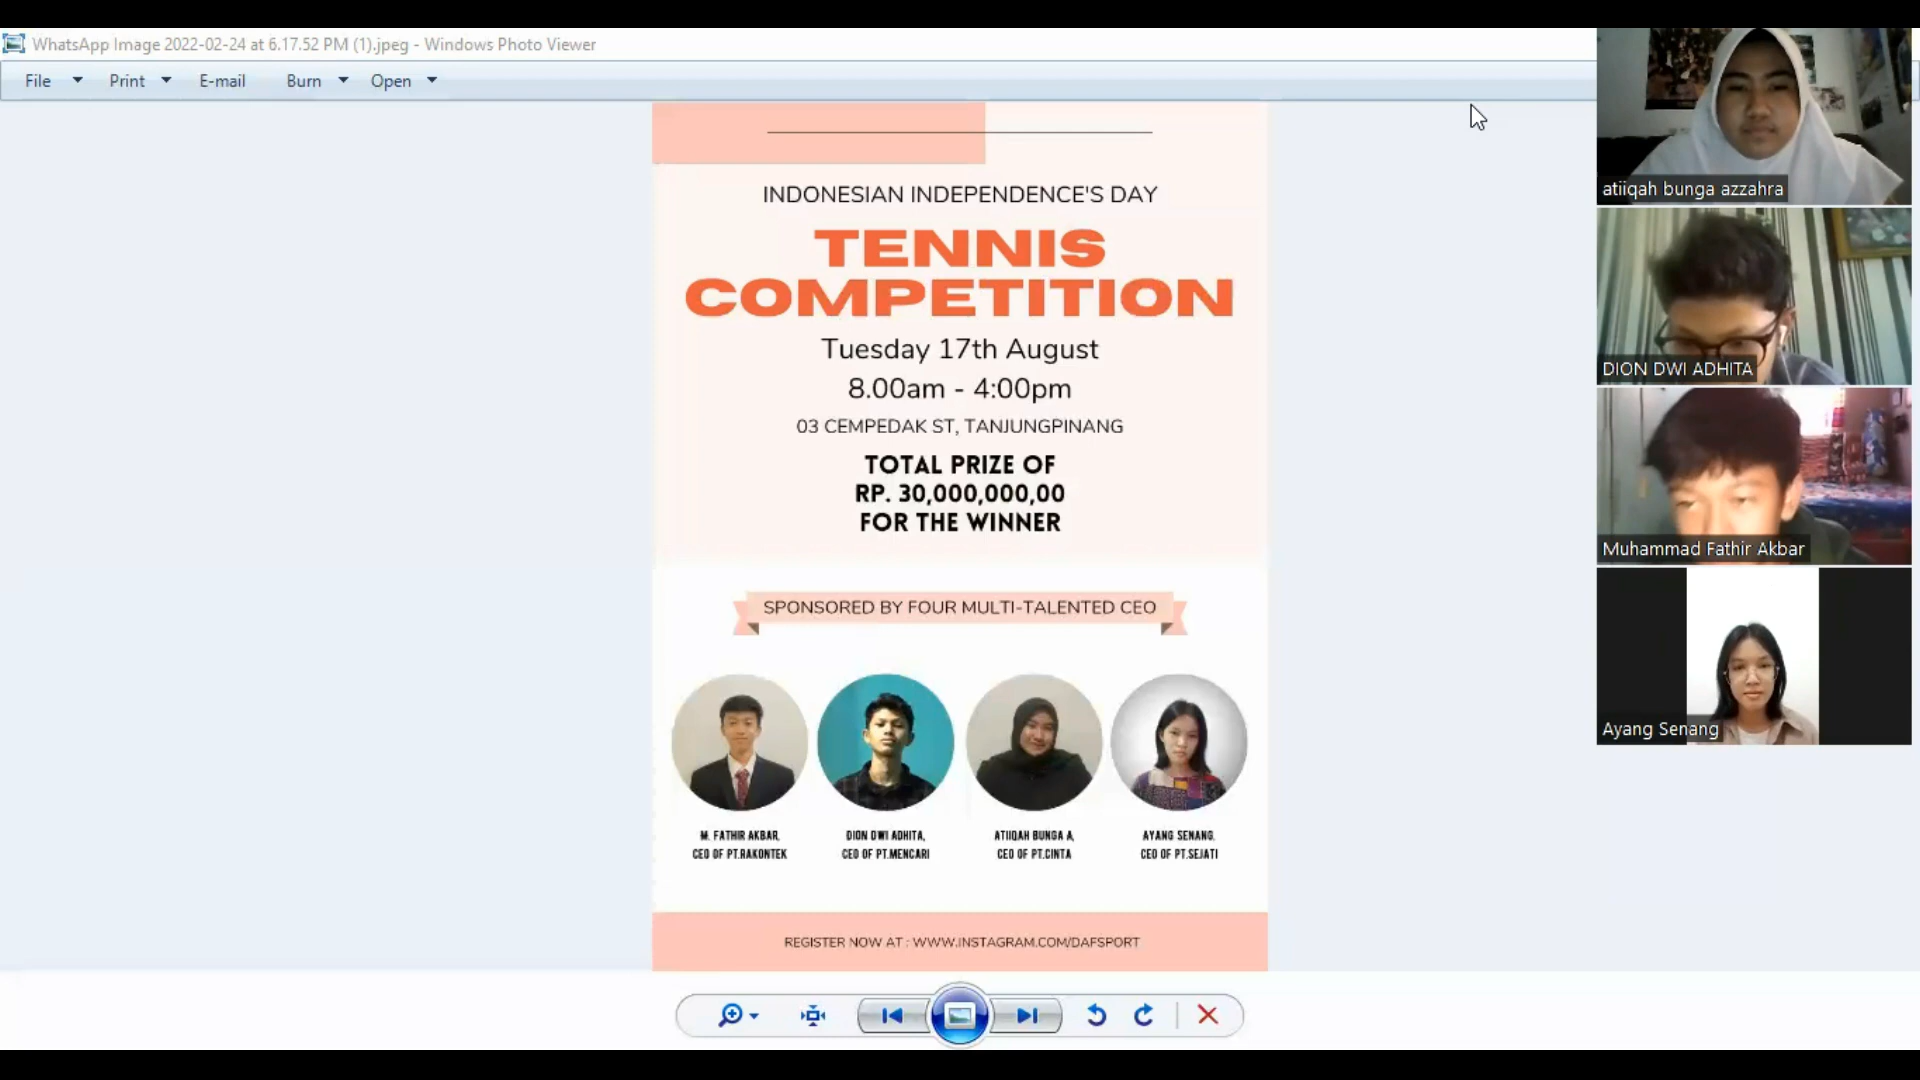 WhatsApp Image 2022-02-24 at 6.17.52 PM (1).jpeg - Windows Photo Viewer
File Print E-mail Burn Open
INDONESIAN INDEPENDENCE'S DAY
TENNIS
COMPETITION
Tuesday 17th August
8.00am - 4:00pm
03 CEMPEDAK ST, TANJUNGPINANG
TOTAL PRIZE OF
RP. 30,000,000,00
FOR THE WINNER
SPONSORED BY FOUR MULTI-TALENTED CEO
M. FATHIR AKBAR,
CEO OF PT.RAKONTEK
DION DWI ADHITA,
CEO OF PT.MENCARI
ATIIQAH BUNGA A,
CEO OF PT.CINTA
AYANG SENANG,
CEO OF PT.SEJATI
REGISTER NOW AT : WWW.INSTAGRAM.COM/DAFSPORT
atiiqah bunga azzahra
DION DWI ADHITA
Muhammad Fathir Akbar
Ayang Senang